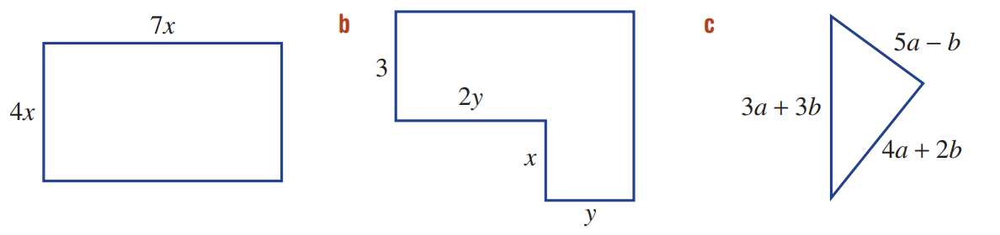 7x
4x
b
3
2y
x
y
c
5a – b
3a + 3b
4a + 2b